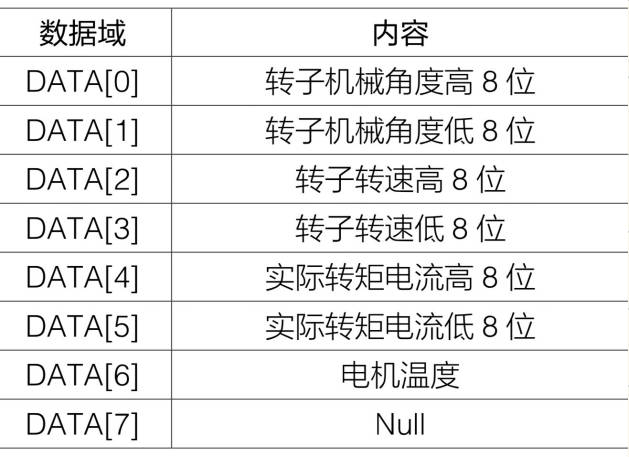 数据域 内容
DATA[0] 转子机械角度高 8 位
DATA[1] 转子机械角度低 8 位
DATA[2] 转子转速高 8 位
DATA[3] 转子转速低 8 位
DATA[4] 实际转矩电流高 8 位
DATA[5] 实际转矩电流低 8 位
DATA[6] 电机温度
DATA[7] Null